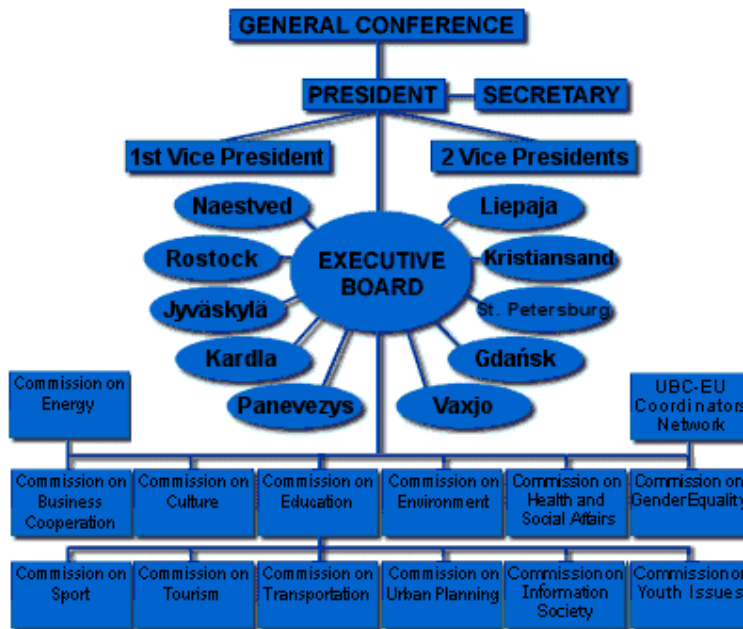 GENERAL CONFERENCE
PRESIDENT
SECRETARY
1st Vice President
2 Vice Presidents
Naestved
Liepaja
Rostock
EXECUTIVE
BOARD
Kristiansand
Jyväskylä
St. Petersburg
Kardla
Gdańsk
Panevezys
Vaxjo
Commission on
Energy
UBC-EU
Coordinators
Network
Commission on
Business
Cooperation
Commission on
Culture
Commission on
Education
Commission on
Environment
Commission on
Health and
Social Affairs
Commission on
Gender Equality
Commission on
Sport
Commission on
Tourism
Commission on
Transportation
Commission on
Urban Planning
Commission on
Information
Society
Commission on
Youth Issues